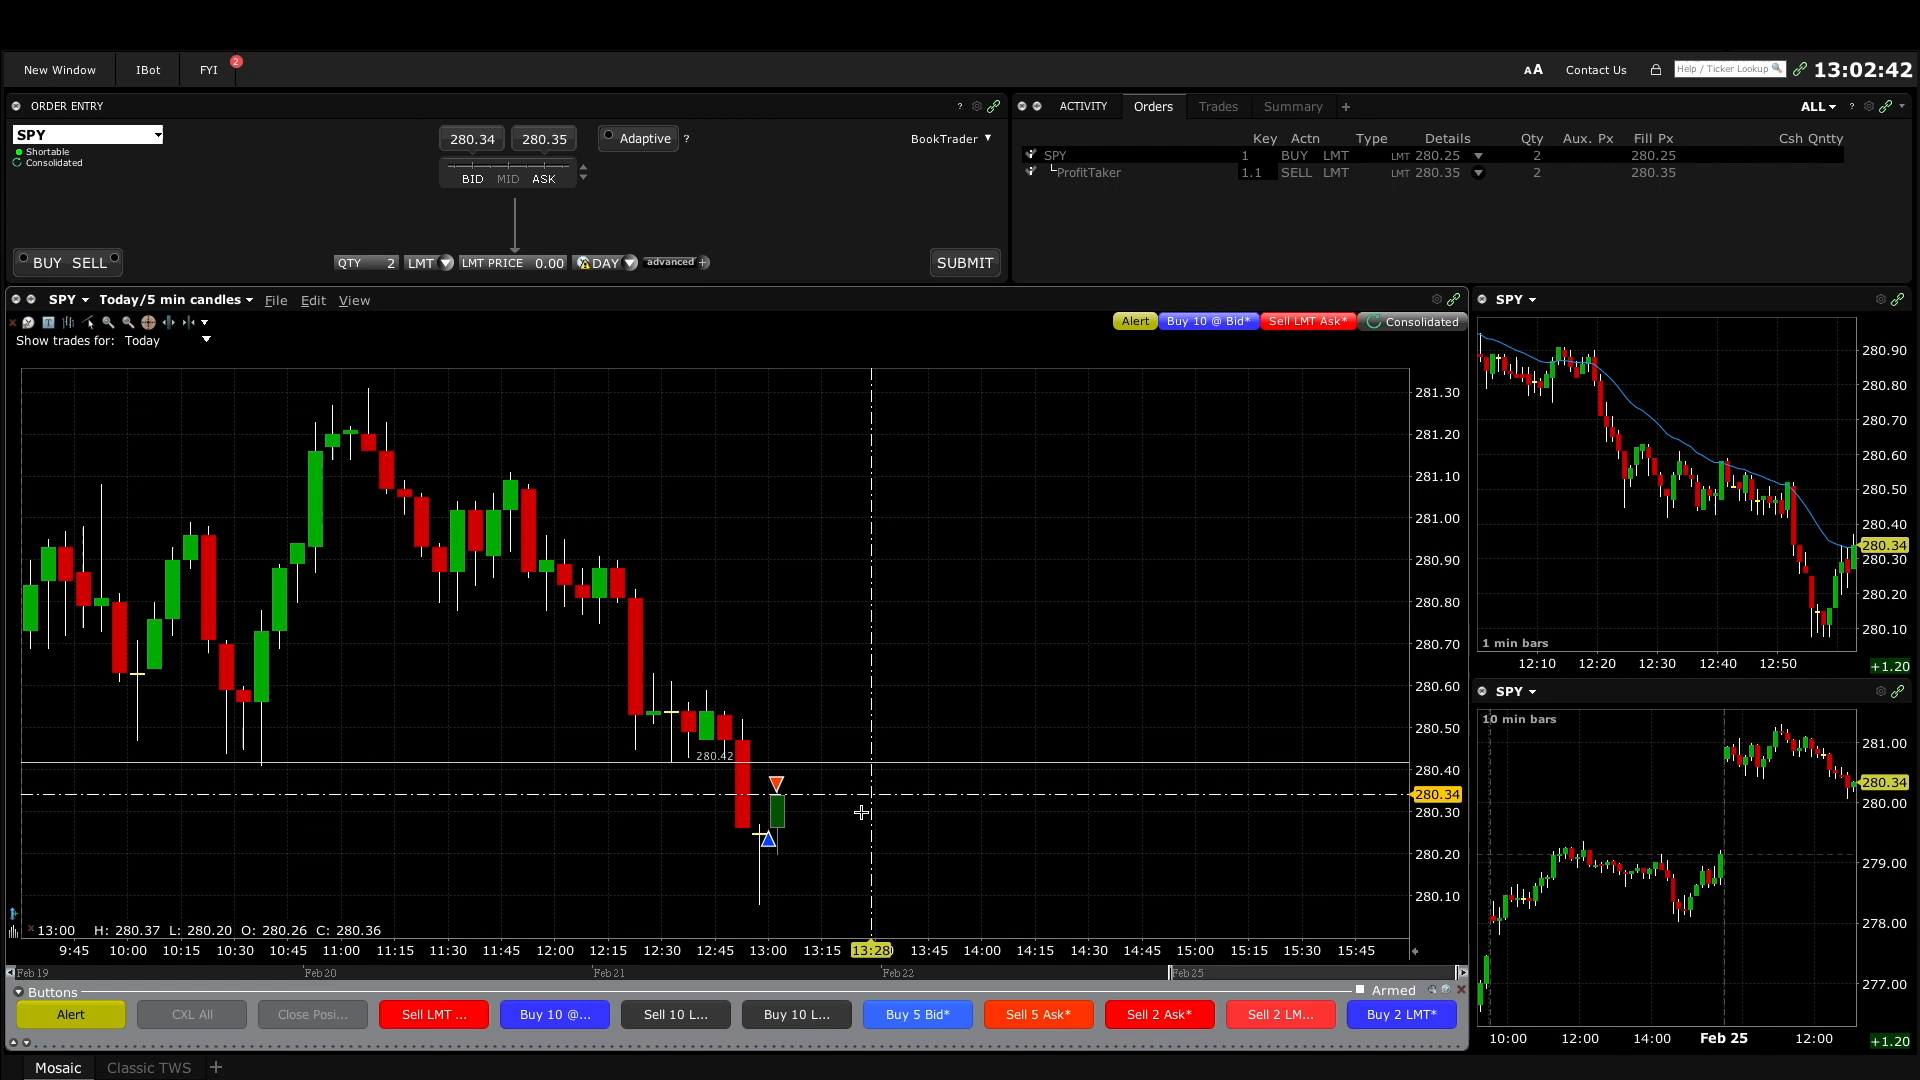 New Window IBot FYI 2
AA Contact Us Help / Ticker Lookup 13:02:42
ORDER ENTRY ?
SPY
Shortable
Consolidated
280.34 280.35 Adaptive ? BookTrader
BID MID ASK
BUY SELL QTY 2 LMT LMT PRICE 0.00 DAY advanced + SUBMIT
ACTIVITY Orders Trades Summary + ALL ?
Key Actn Type Details Qty Aux. Px Fill Px Csh Qntty
SPY 1 BUY LMT LMT 280.25 2 280.25
ProfitTaker 1.1 SELL LMT LMT 280.35 2 280.35
SPY Today/5 min candles File Edit View
Alert Buy 10 @ Bid* Sell LMT Ask* Consolidated
Show trades for: Today
281.30
281.20
281.10
281.00
280.90
280.80
280.70
280.60
280.50
280.42
280.40
280.34
280.30
280.20
280.10
13:00 H: 280.37 L: 280.20 O: 280.26 C: 280.36
9:45 10:00 10:15 10:30 10:45 11:00 11:15 11:30 11:45 12:00 12:15 12:30 12:45 13:00 13:15 13:28 13:45 14:00 14:15 14:30 14:45 15:00 15:15 15:30 15:45
Feb 19 Feb 20 Feb 21 Feb 22 Feb 25
SPY
280.90
280.80
280.70
280.60
280.50
280.40
280.34
280.30
280.20
280.10
1 min bars
12:10 12:20 12:30 12:40 12:50 +1.20
SPY
10 min bars
281.00
280.34
280.00
279.00
278.00
277.00
10:00 12:00 14:00 Feb 25 12:00 +1.20
Buttons Armed
Alert CXL All Close Posi... Sell LMT ... Buy 10 @... Sell 10 L... Buy 10 L... Buy 5 Bid* Sell 5 Ask* Sell 2 Ask* Sell 2 LM... Buy 2 LMT*
Mosaic Classic TWS +